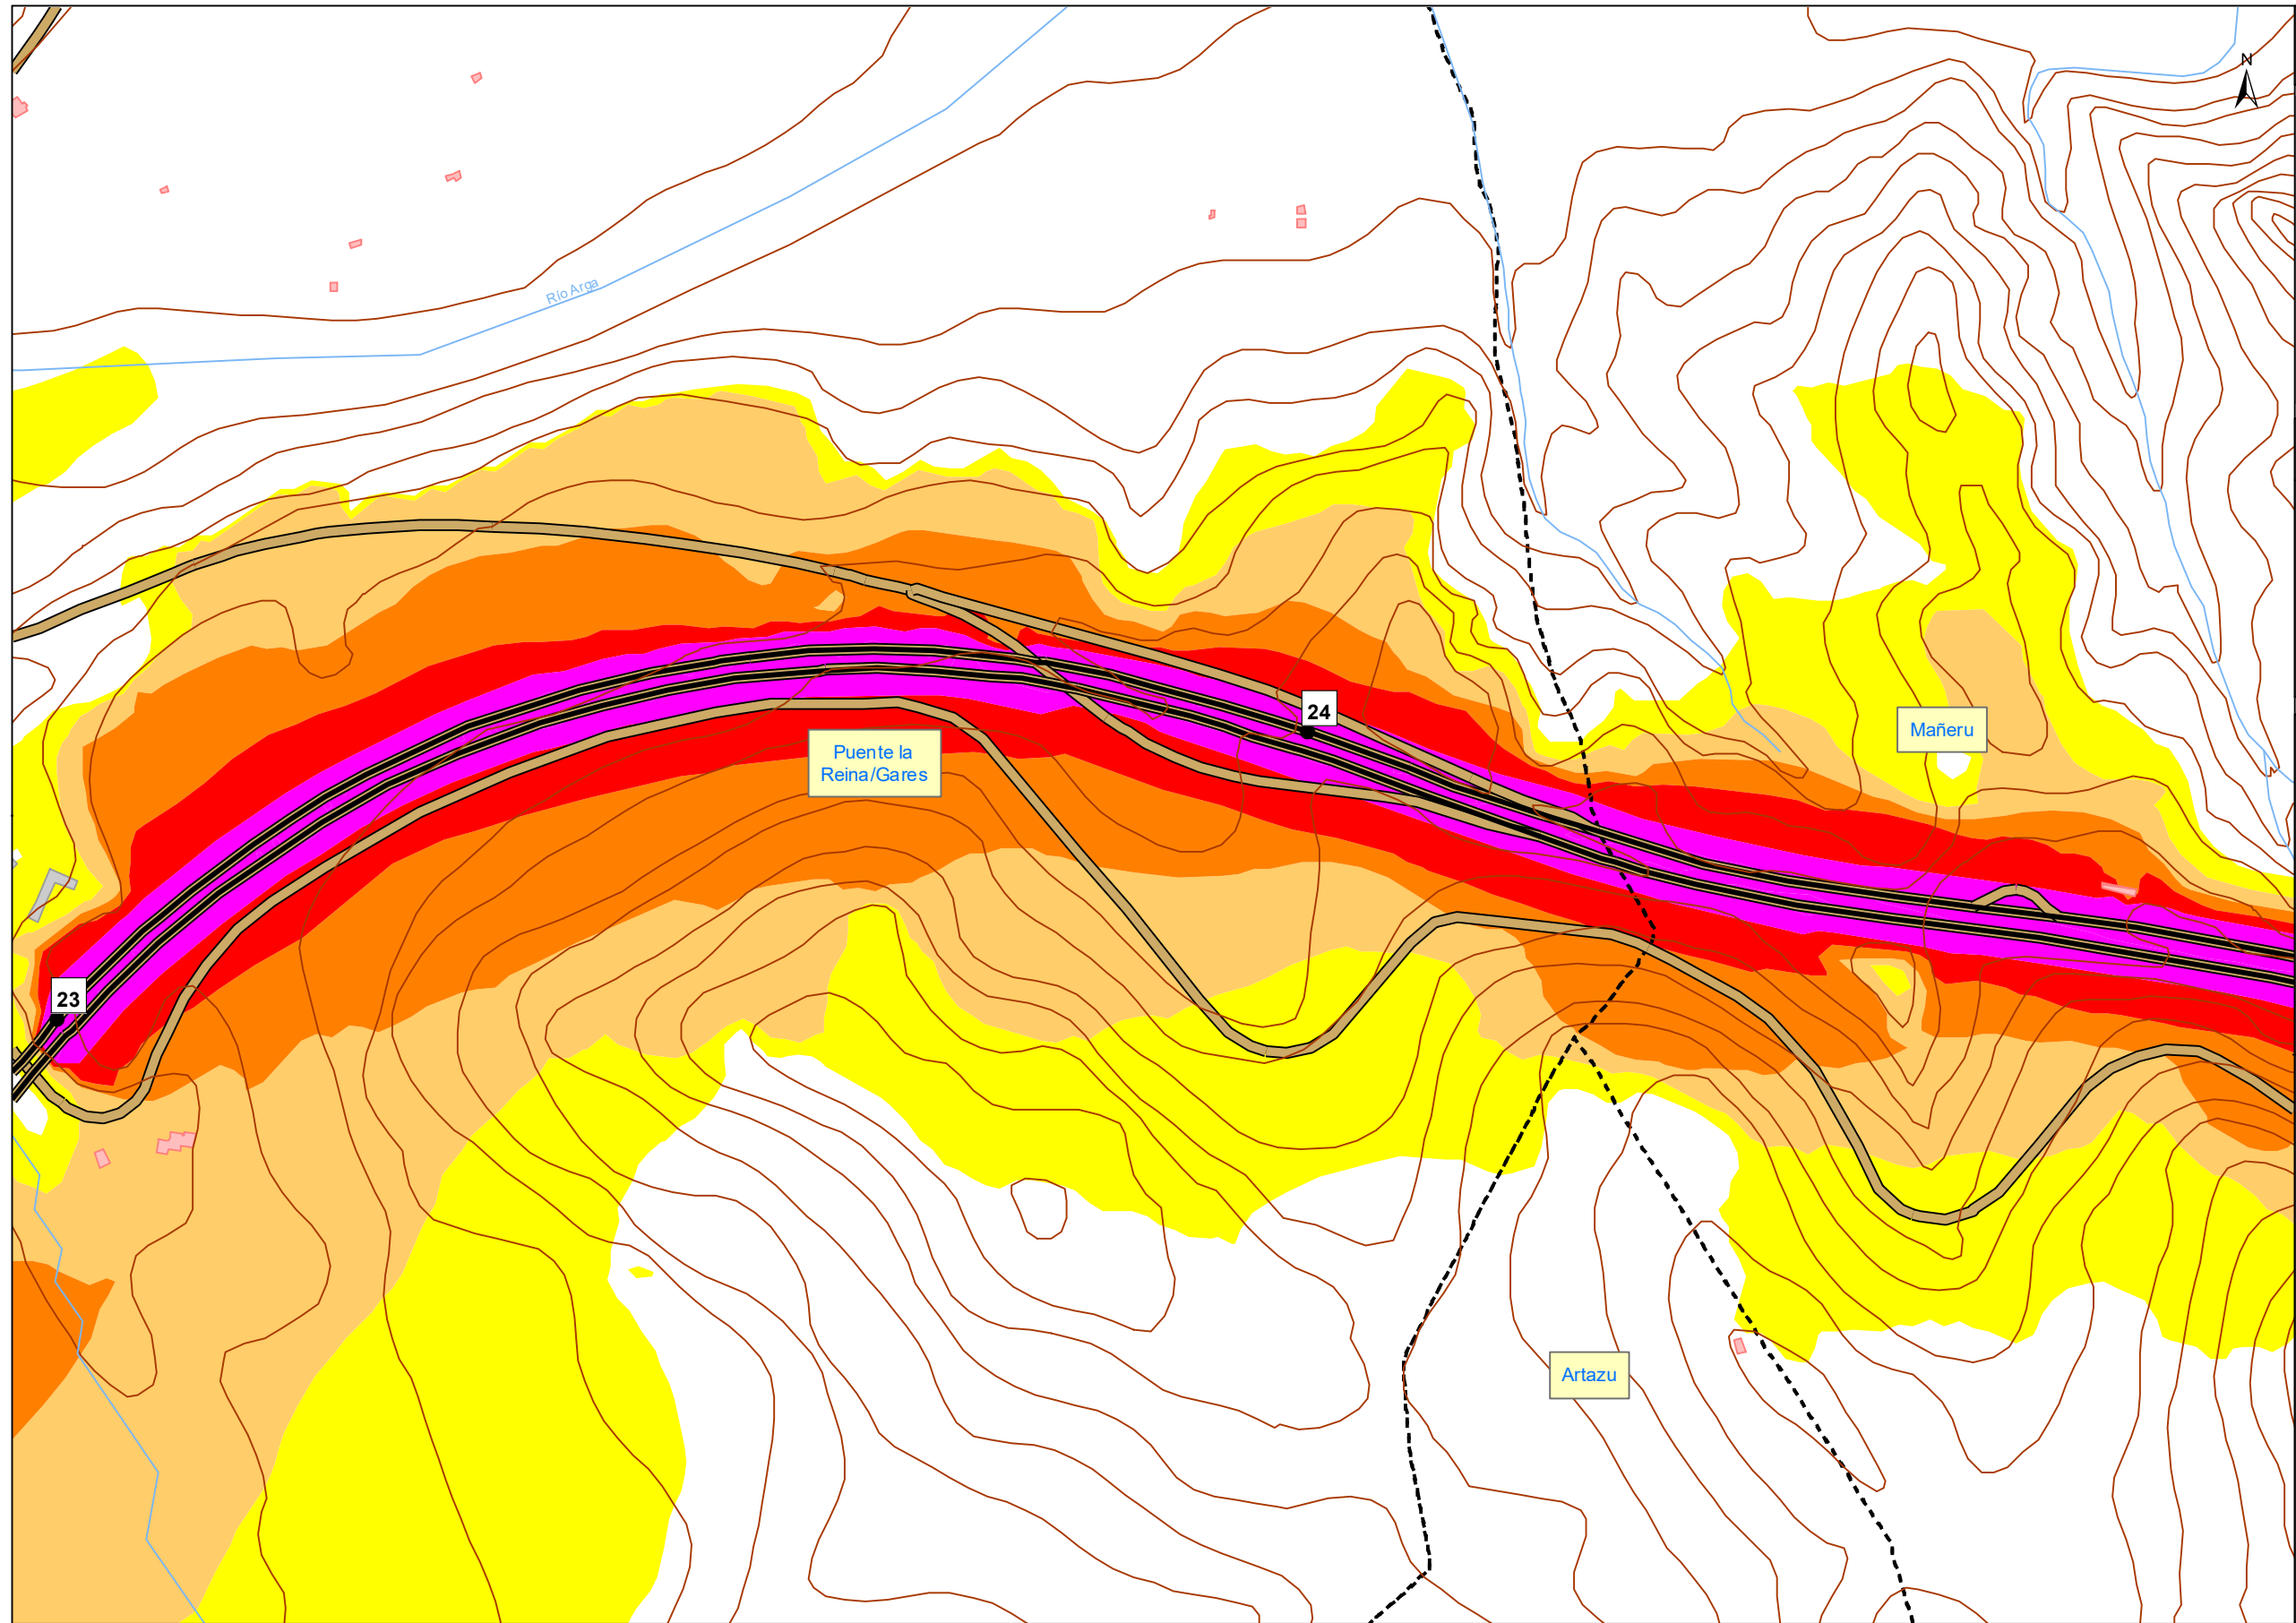 N
Río Arga
24
Mañeru
Puente la
Reina/Gares
23
Artazu